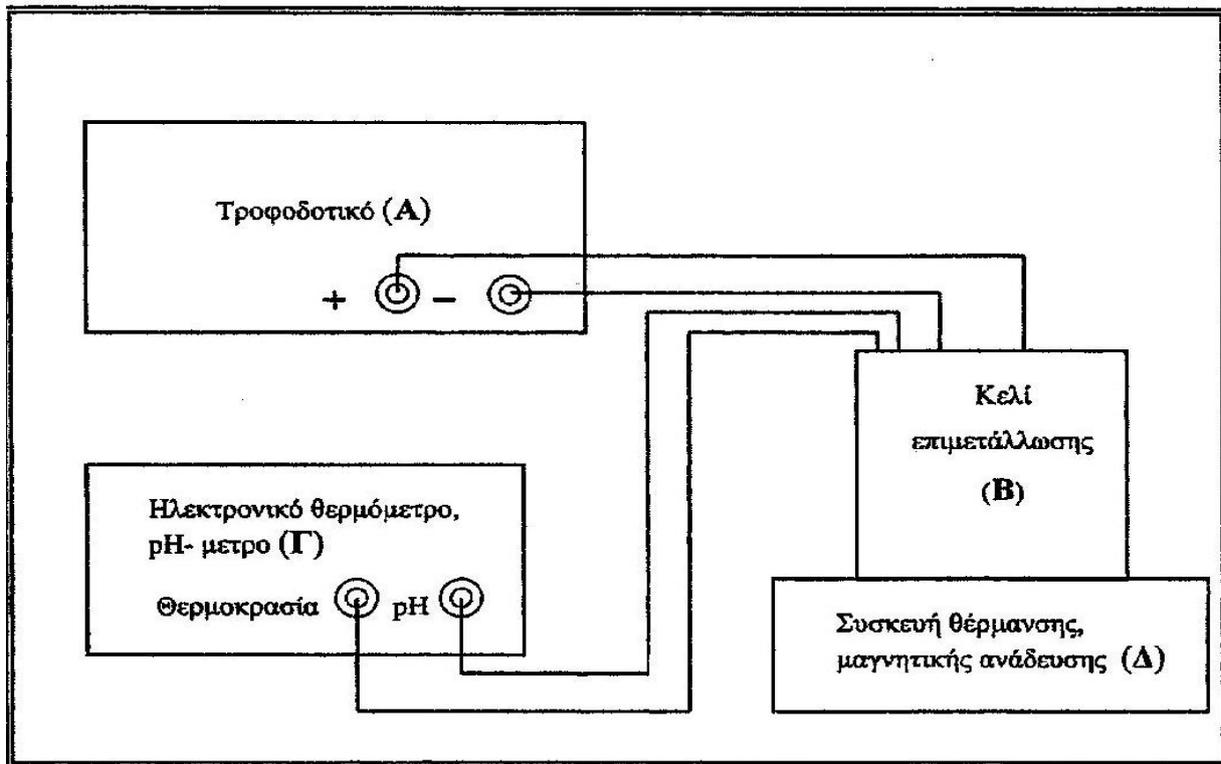 Τροφοδοτικό (Α)
+ −
Κελί
επιμετάλλωσης
(Β)
Ηλεκτρονικό θερμόμετρο,
pH- μετρο (Γ)
Θερμοκρασία pH
Συσκευή θέρμανσης,
μαγνητικής ανάδευσης (Δ)